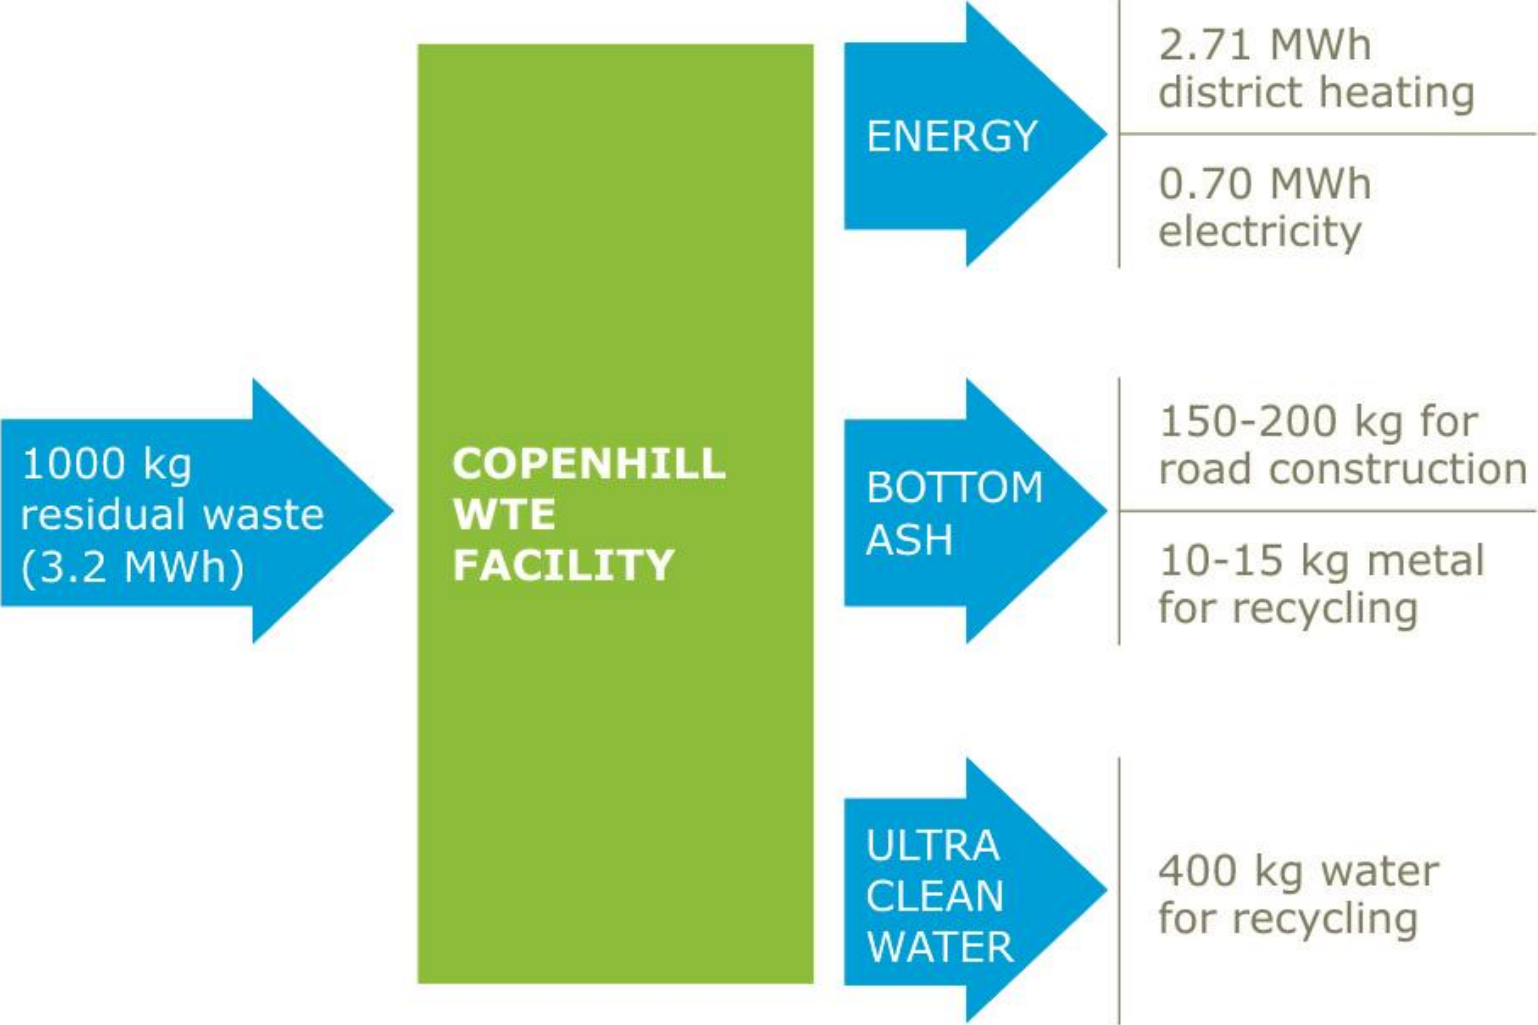 1000 kg
residual waste
(3.2 MWh)
COPENHILL
WTE
FACILITY
ENERGY
2.71 MWh
district heating
0.70 MWh
electricity
BOTTOM
ASH
150-200 kg for
road construction
10-15 kg metal
for recycling
ULTRA
CLEAN
WATER
400 kg water
for recycling